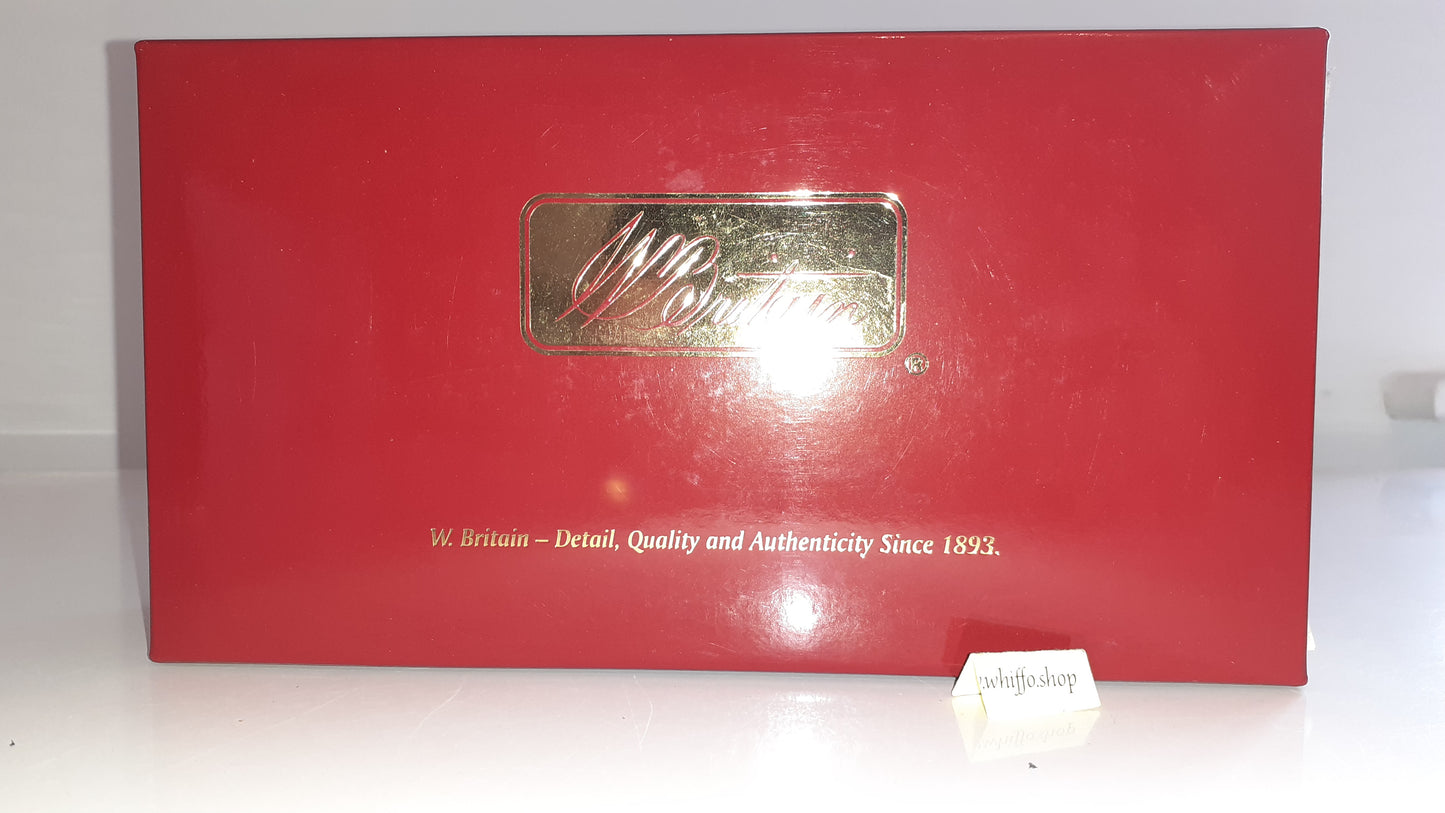 W Britain
®
W. Britain – Detail, Quality and Authenticity Since 1893.
.whiffo.shop